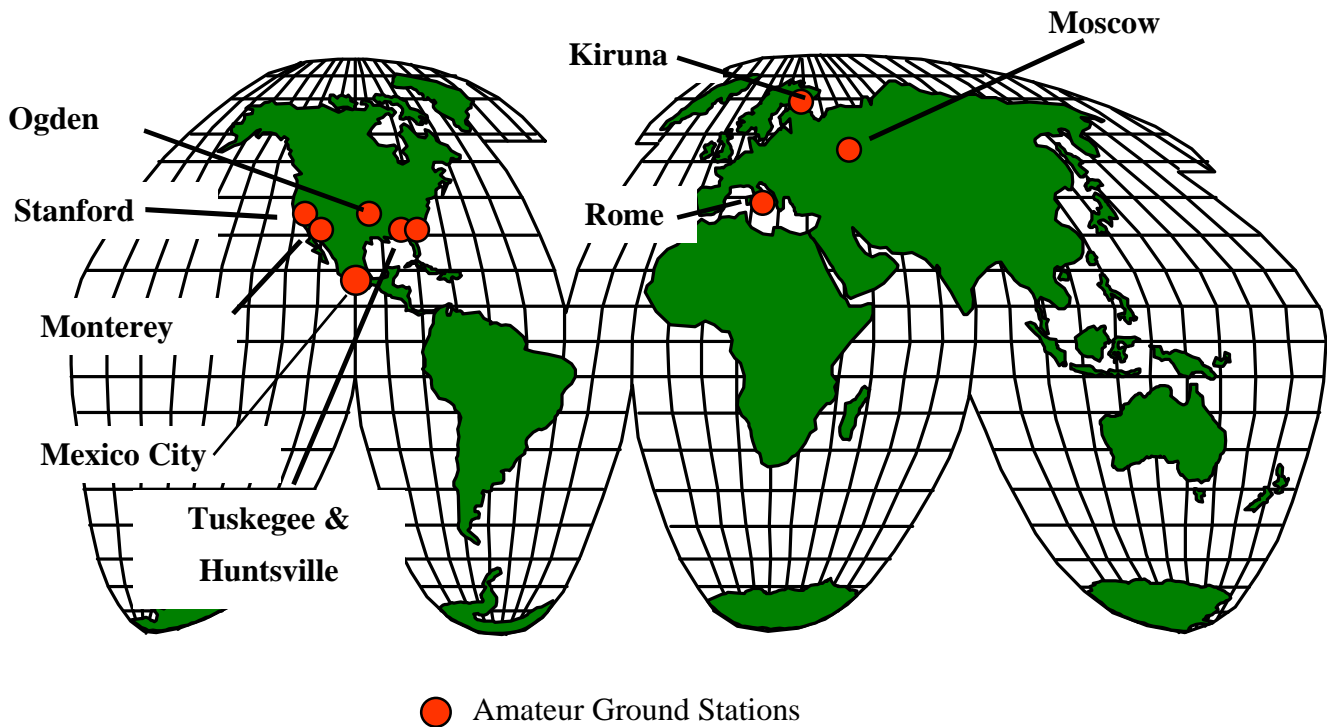 Moscow
Kiruna
Ogden
Stanford
Rome
Monterey
Mexico City
Tuskegee &
Huntsville
Amateur Ground Stations